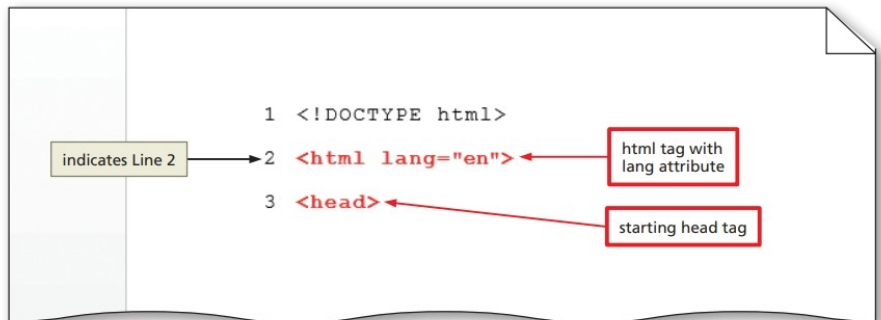 1 <!DOCTYPE html>
indicates Line 2
2 <html lang="en">
html tag with
lang attribute
3 <head>
starting head tag